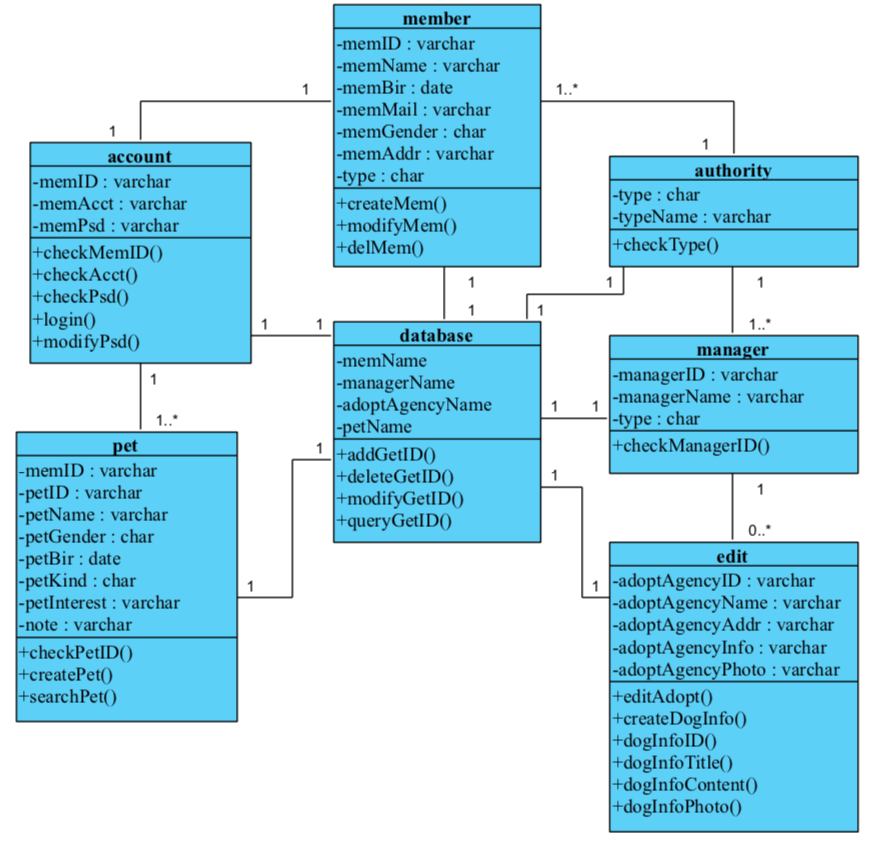 member
-memID : varchar
-memName : varchar
-memBir : date
-memMail : varchar
-memGender : char
-memAddr : varchar
-type : char
+createMem()
+modifyMem()
+delMem()
1
1
1..*
1
account
-memID : varchar
-memAcct : varchar
-memPsd : varchar
+checkMemID()
+checkAcct()
+checkPsd()
+login()
+modifyPsd()
authority
-type : char
-typeName : varchar
+checkType()
1
1
1
1
1
1
1
1..*
database
-memName
-managerName
-adoptAgencyName
-petName
+addGetID()
+deleteGetID()
+modifyGetID()
+queryGetID()
manager
-managerID : varchar
-managerName : varchar
-type : char
+checkManagerID()
1
1..*
1
1
1
1
1
1
1
0..*
pet
-memID : varchar
-petID : varchar
-petName : varchar
-petGender : char
-petBir : date
-petKind : char
-petInterest : varchar
-note : varchar
+checkPetID()
+createPet()
+searchPet()
edit
-adoptAgencyID : varchar
-adoptAgencyName : varchar
-adoptAgencyAddr : varchar
-adoptAgencyInfo : varchar
-adoptAgencyPhoto : varchar
+editAdopt()
+createDogInfo()
+dogInfoID()
+dogInfoTitle()
+dogInfoContent()
+dogInfoPhoto()